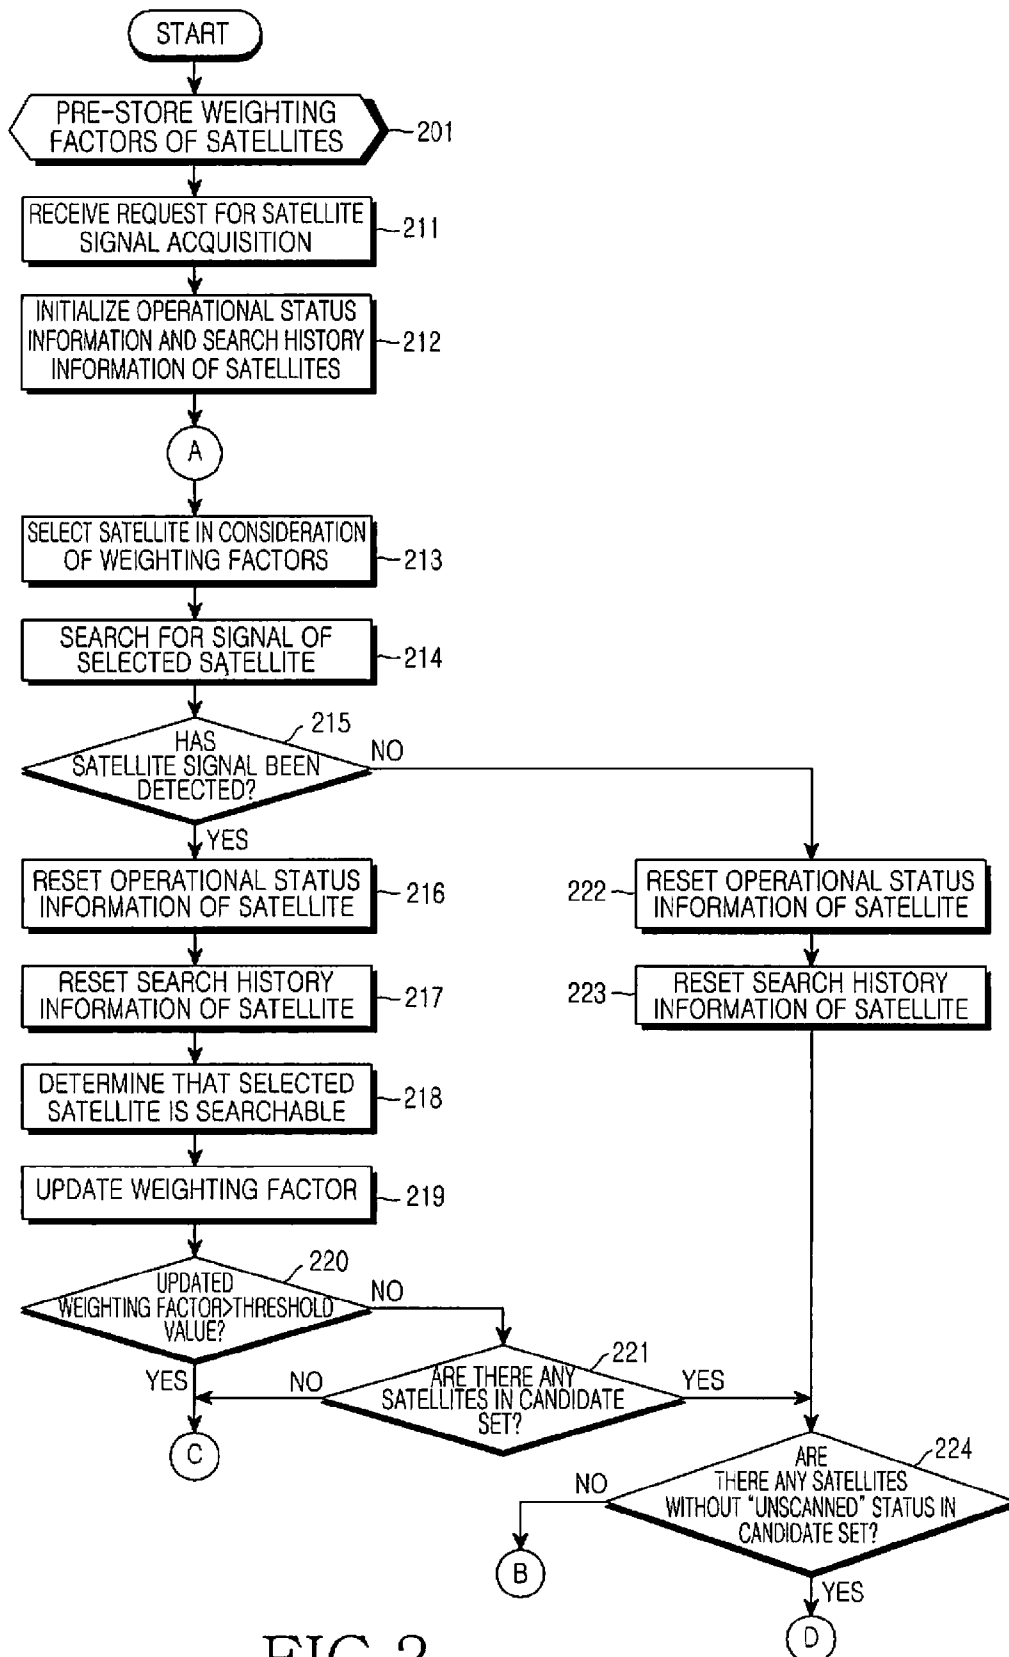 START
PRE-STORE WEIGHTING
FACTORS OF SATELLITES
201
RECEIVE REQUEST FOR SATELLITE
SIGNAL ACQUISITION
211
INITIALIZE OPERATIONAL STATUS
INFORMATION AND SEARCH HISTORY
INFORMATION OF SATELLITES
212
A
SELECT SATELLITE IN CONSIDERATION
OF WEIGHTING FACTORS
213
SEARCH FOR SIGNAL OF
SELECTED SATELLITE
214
215
HAS
SATELLITE SIGNAL BEEN
DETECTED?
NO
YES
RESET OPERATIONAL STATUS
INFORMATION OF SATELLITE
216
222
RESET OPERATIONAL STATUS
INFORMATION OF SATELLITE
RESET SEARCH HISTORY
INFORMATION OF SATELLITE
217
223
RESET SEARCH HISTORY
INFORMATION OF SATELLITE
DETERMINE THAT SELECTED
SATELLITE IS SEARCHABLE
218
UPDATE WEIGHTING FACTOR
219
220
UPDATED
WEIGHTING FACTOR>THRESHOLD
VALUE?
NO
YES
221
ARE THERE ANY
SATELLITES IN CANDIDATE
SET?
NO
YES
C
224
ARE
THERE ANY SATELLITES
WITHOUT "UNSCANNED" STATUS IN
CANDIDATE SET?
NO
B
YES
D
FIG.2